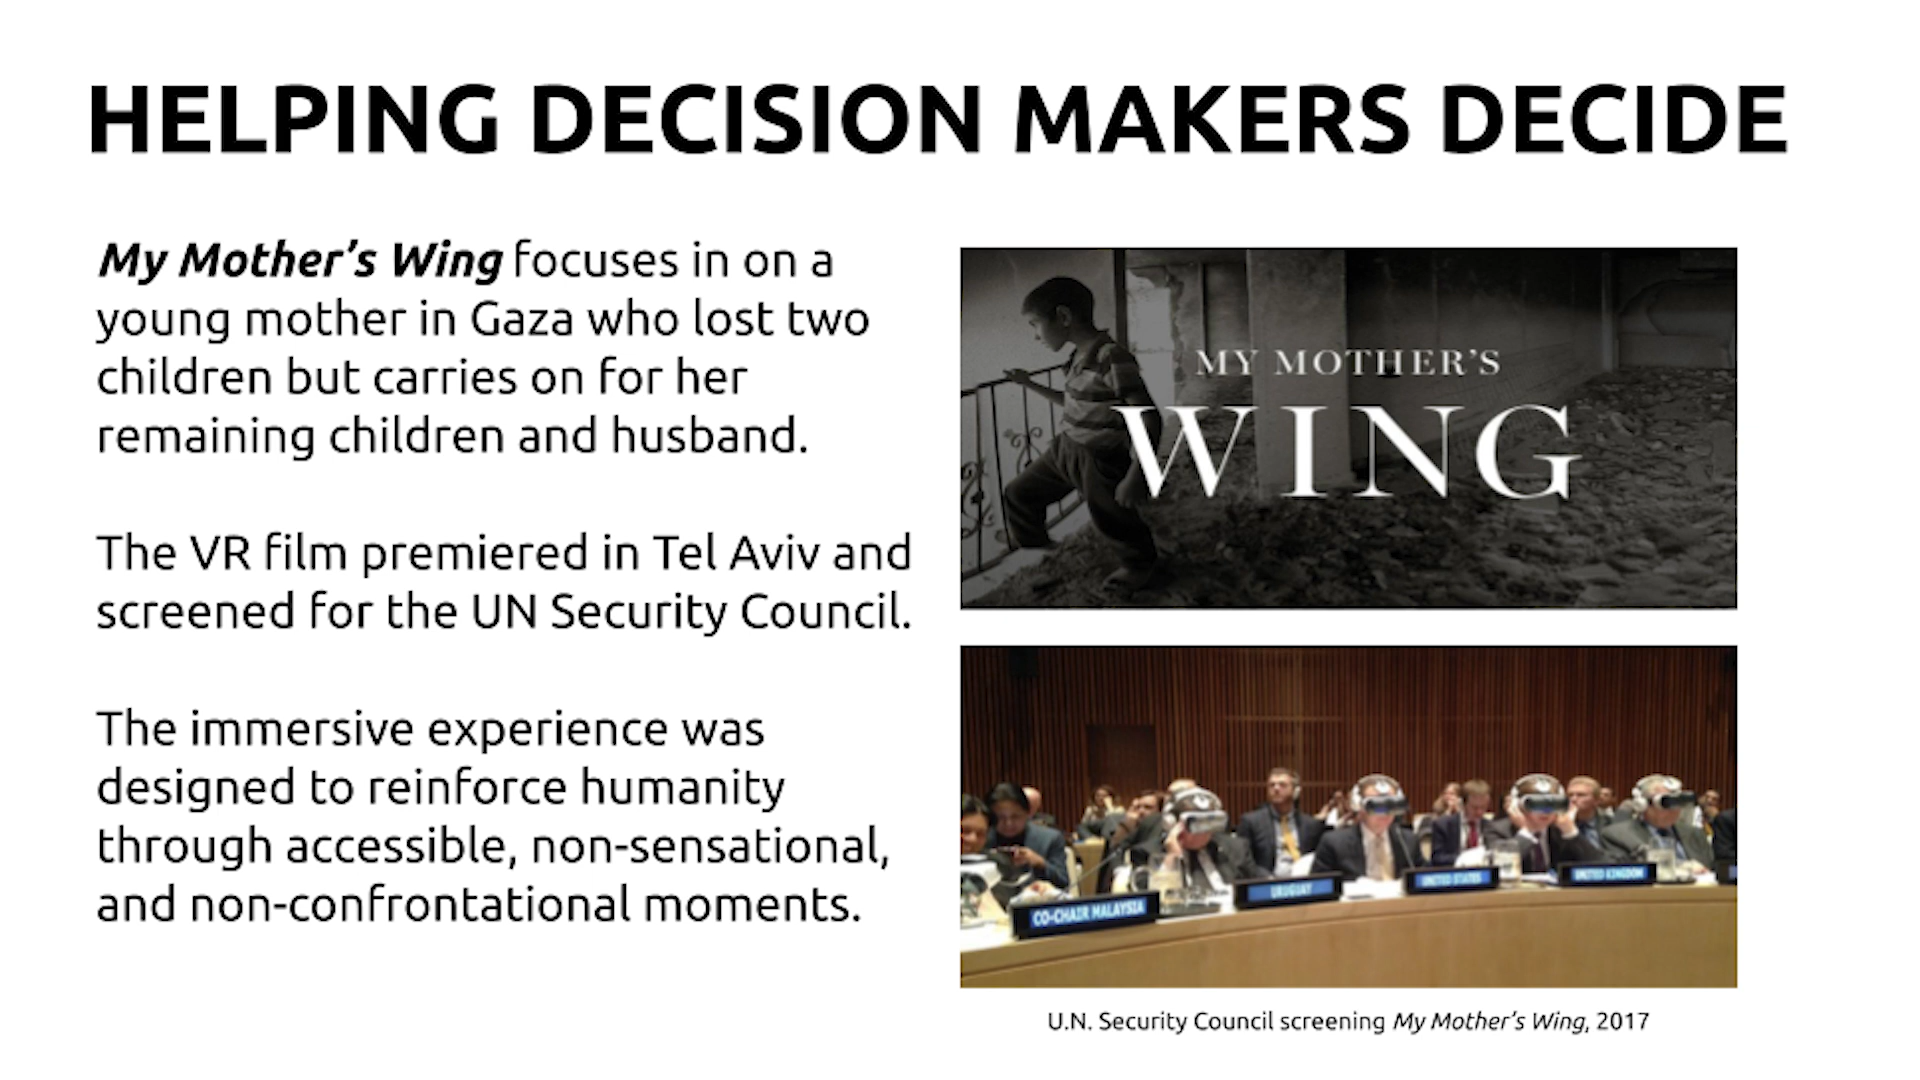 HELPING DECISION MAKERS DECIDE
My Mother’s Wing focuses in on a
young mother in Gaza who lost two
children but carries on for her
remaining children and husband.
The VR film premiered in Tel Aviv and
screened for the UN Security Council.
The immersive experience was
designed to reinforce humanity
through accessible, non-sensational,
and non-confrontational moments.
MY MOTHER’S
WING
CO-CHAIR MALAYSIA
URUGUAY
UNITED STATES
UNITED KINGDOM
U.N. Security Council screening My Mother’s Wing, 2017